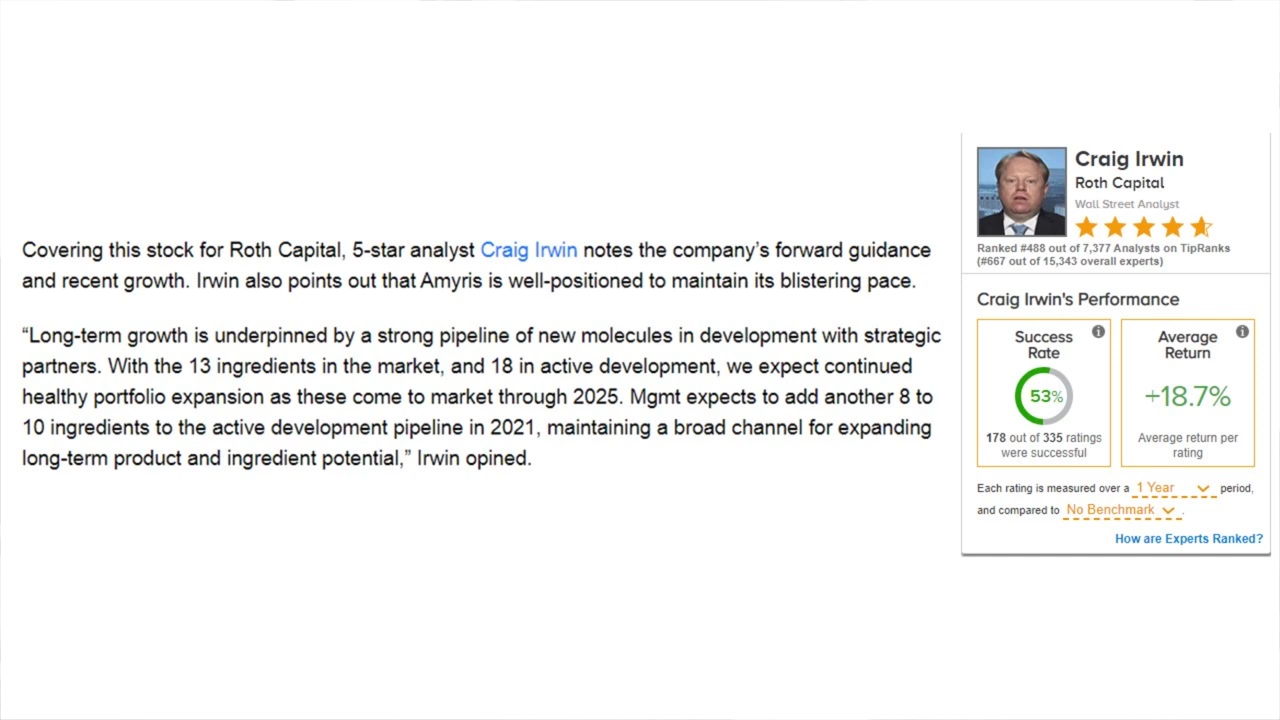 Covering this stock for Roth Capital, 5-star analyst Craig Irwin notes the company’s forward guidance
and recent growth. Irwin also points out that Amyris is well-positioned to maintain its blistering pace.
“Long-term growth is underpinned by a strong pipeline of new molecules in development with strategic
partners. With the 13 ingredients in the market, and 18 in active development, we expect continued
healthy portfolio expansion as these come to market through 2025. Mgmt expects to add another 8 to
10 ingredients to the active development pipeline in 2021, maintaining a broad channel for expanding
long-term product and ingredient potential,” Irwin opined.
Craig Irwin
Roth Capital
Wall Street Analyst
Ranked #488 out of 7,377 Analysts on TipRanks
(#667 out of 15,343 overall experts)
Craig Irwin's Performance
Success
Rate
53%
178 out of 335 ratings
were successful
Average
Return
+18.7%
Average return per
rating
Each rating is measured over a 1 Year period,
and compared to No Benchmark .
How are Experts Ranked?